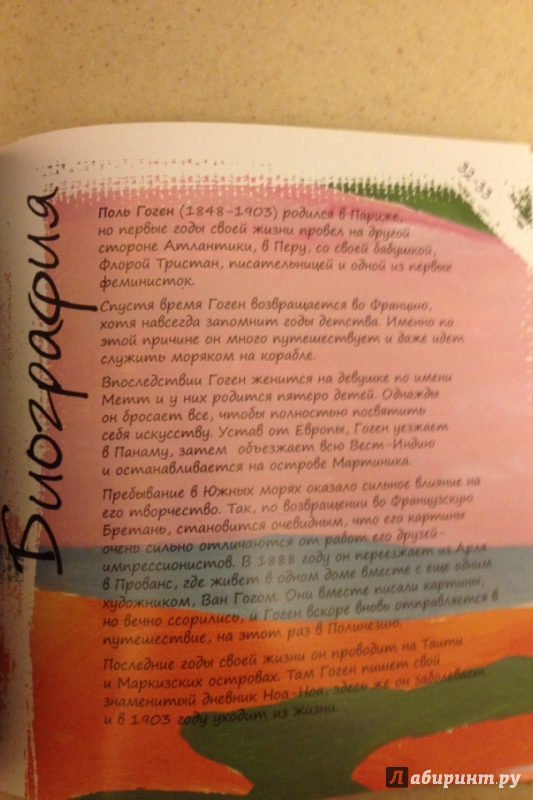 Биография
32-33
Поль Гоген (1848-1903) родился в Париже,
но первые годы своей жизни провел на другой
стороне Атлантики, в Перу, со своей бабушкой,
Флорой Тристан, писательницей и одной из первых
феминисток.
Спустя время Гоген возвращается во Францию,
хотя навсегда запомнит годы детства. Именно по
этой причине он много путешествует и даже идет
служить моряком на корабле.
Впоследствии Гоген женится на девушке по имени
Метт и у них родится пятеро детей. Однажды
он бросает все, чтобы полностью посвятить
себя искусству. Устав от Европы, Гоген уезжает
в Панаму, затем объезжает всю Вест-Индию
и останавливается на острове Мартиника.
Пребывание в Южных морях оказало сильное влияние на
его творчество. Так, по возвращении во Французскую
Бретань, становится очевидным, что его картины
очень сильно отличаются от работ его друзей-
импрессионистов. В 1888 году он переезжает из Арля
в Прованс, где живет в одном доме вместе с еще одним
художником, Ван Гогом. Они вместе писали картины,
но вечно ссорились, и Гоген вскоре вновь отправляется в
путешествие, на этот раз в Полинезию.
Последние годы своей жизни он проводит на Таити
и Маркизских островах. Там Гоген пишет свой
знаменитый дневник Ноа-Ноа, здесь же он заболевает
и в 1903 году уходит из жизни.
Лабиринт.ру